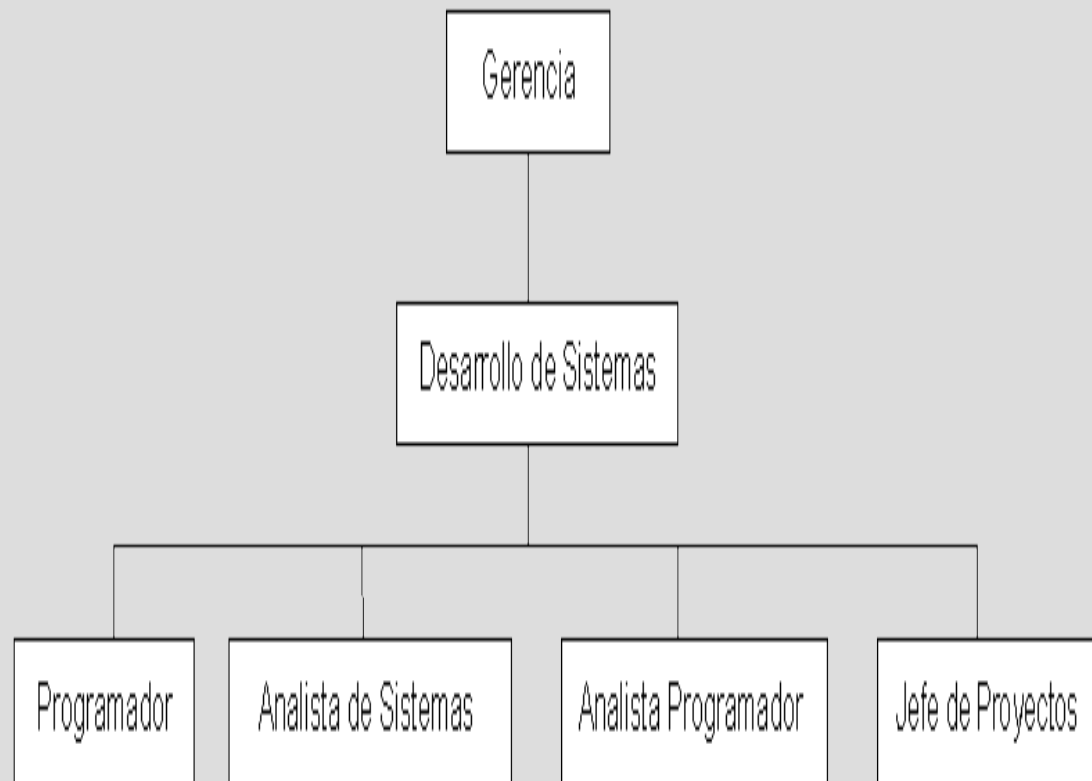 Gerencia
Desarrollo de Sistemas
Programador
Analista de Sistemas
Analista Programador
Jefe de Proyectos